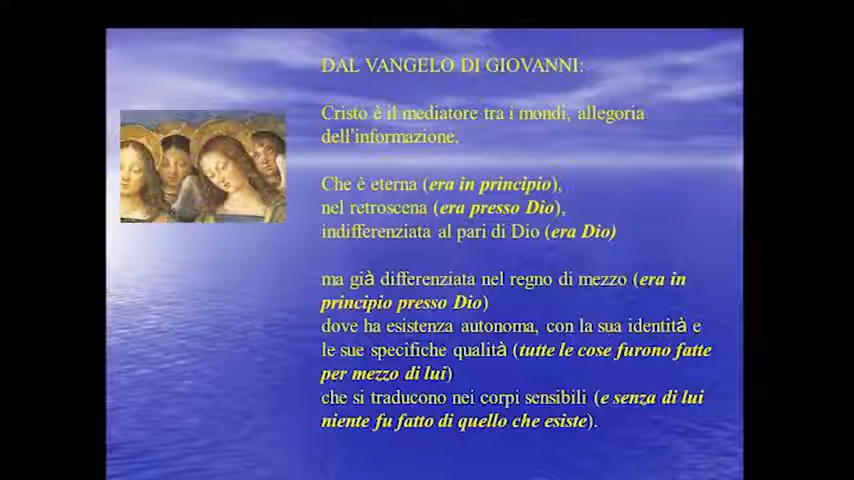 DAL VANGELO DI GIOVANNI:
Cristo è il mediatore tra i mondi, allegoria
dell'informazione.
Che è eterna (era in principio),
nel retroscena (era presso Dio),
indifferenziata al pari di Dio (era Dio)
ma già differenziata nel regno di mezzo (era in
principio presso Dio)
dove ha esistenza autonoma, con la sua identità e
le sue specifiche qualità (tutte le cose furono fatte
per mezzo di lui)
che si traducono nei corpi sensibili (e senza di lui
niente fu fatto di quello che esiste).